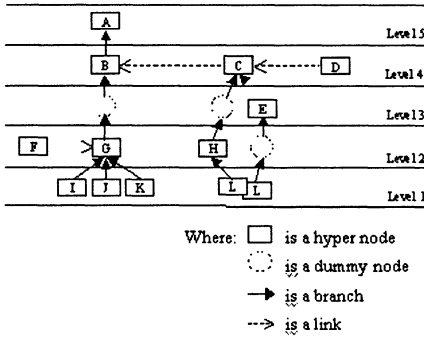 A
Level 5
B
C
D
Level 4
E
Level 3
F
G
H
Level 2
I
J
K
L
L
Level 1
Where:
is a hyper node
is a dummy node
is a branch
is a link